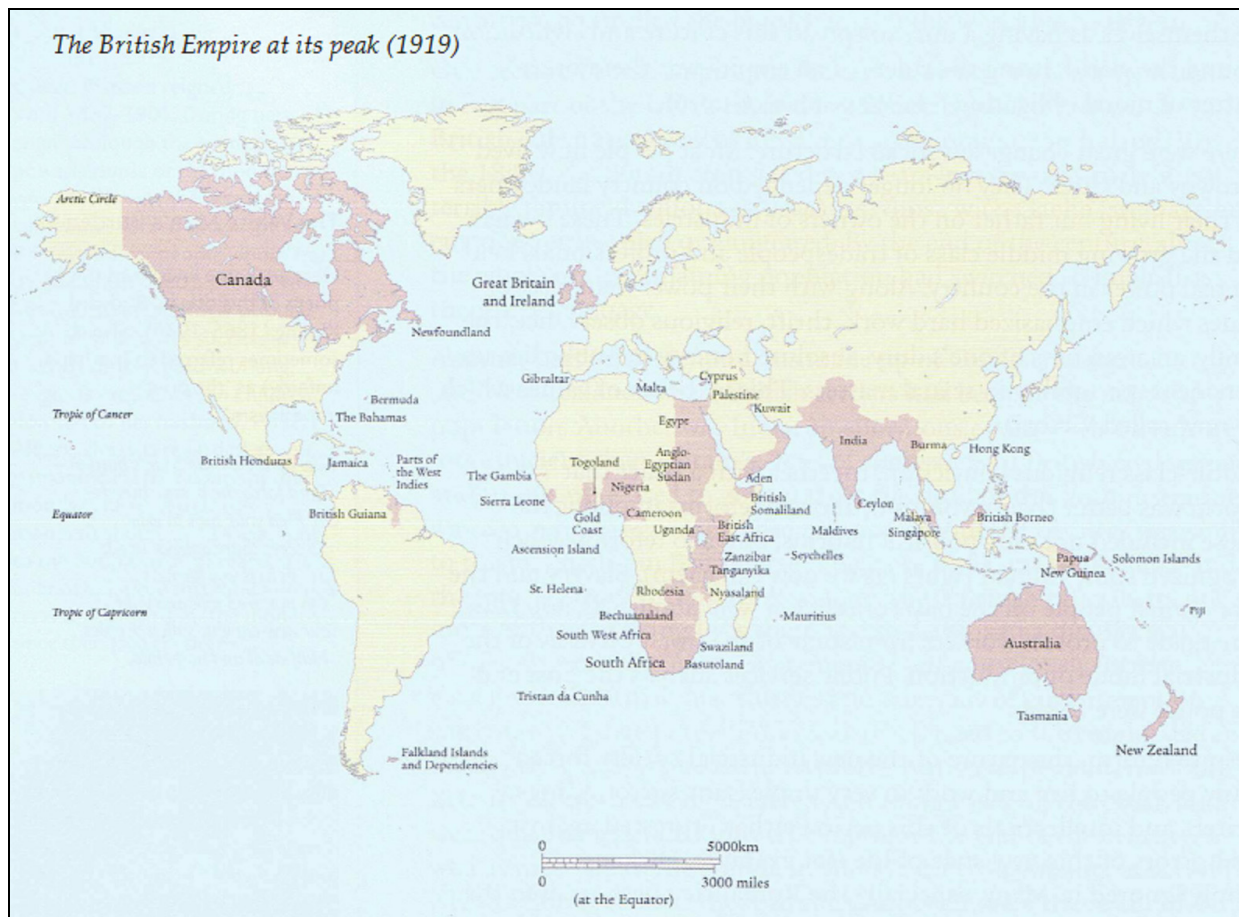 The British Empire at its peak (1919)
Arctic Circle
Canada
Great Britain
and Ireland
Newfoundland
Gibraltar
Malta
Cyprus
Palestine
Kuwait
Bermuda
Tropic of Cancer
The Bahamas
Egypt
India
Burma
Hong Kong
British Honduras
Jamaica
Parts of
the West
Indies
Togoland
Anglo-
Egyptian
Sudan
The Gambia
Nigeria
Aden
Sierra Leone
British
Somaliland
Ceylon
Equator
British Guiana
Gold
Coast
Cameroon
Uganda
British
East Africa
Maldives
Malaya
Singapore
British Borneo
Ascension Island
Zanzibar
Tanganyika
Seychelles
Papua
New Guinea
Solomon Islands
St. Helena
Rhodesia
Nyasaland
Tropic of Capricorn
Bechuanaland
Mauritius
Fiji
South West Africa
Swaziland
Australia
South Africa
Basutoland
Tristan da Cunha
Tasmania
New Zealand
Falkland Islands
and Dependencies
0 5000km
0 3000 miles
(at the Equator)